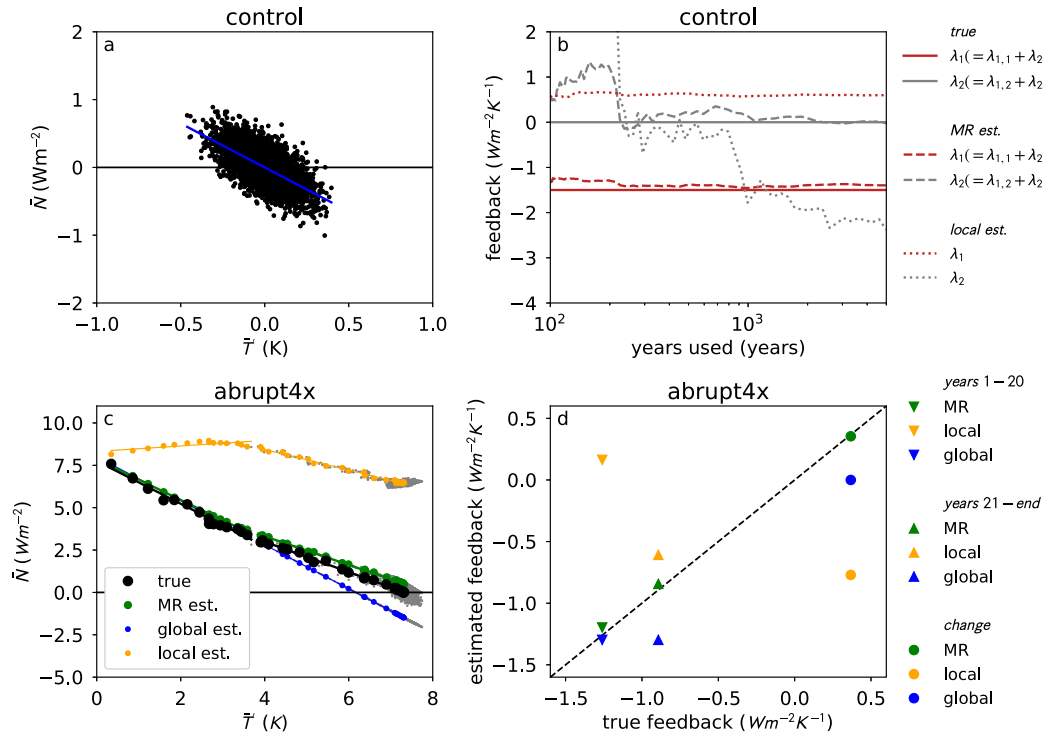 control
a
2
1
0
−1
−2
N̄ (Wm⁻²)
−1.0
−0.5
0.0
0.5
1.0
T̄′ (K)
control
b
2
1
0
−1
−2
−3
−4
feedback (Wm⁻²K⁻¹)
10²
10³
years used (years)
true
λ₁(= λ₁,₁ + λ₂
λ₂(= λ₁,₂ + λ₂
MR est.
λ₁(= λ₁,₁ + λ₂
λ₂(= λ₁,₂ + λ₂
local est.
λ₁
λ₂
abrupt4x
c
10.0
7.5
5.0
2.5
0.0
−2.5
−5.0
N̄ (Wm⁻²)
true
MR est.
global est.
local est.
0
2
4
6
8
T̄′ (K)
abrupt4x
d
0.5
0.0
−0.5
−1.0
−1.5
estimated feedback (Wm⁻²K⁻¹)
−1.5
−1.0
−0.5
0.0
0.5
true feedback (Wm⁻²K⁻¹)
years 1 − 20
MR
local
global
years 21 − end
MR
local
global
change
MR
local
global